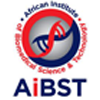 African Institute
of Biomedical Science & Technology
AiBST